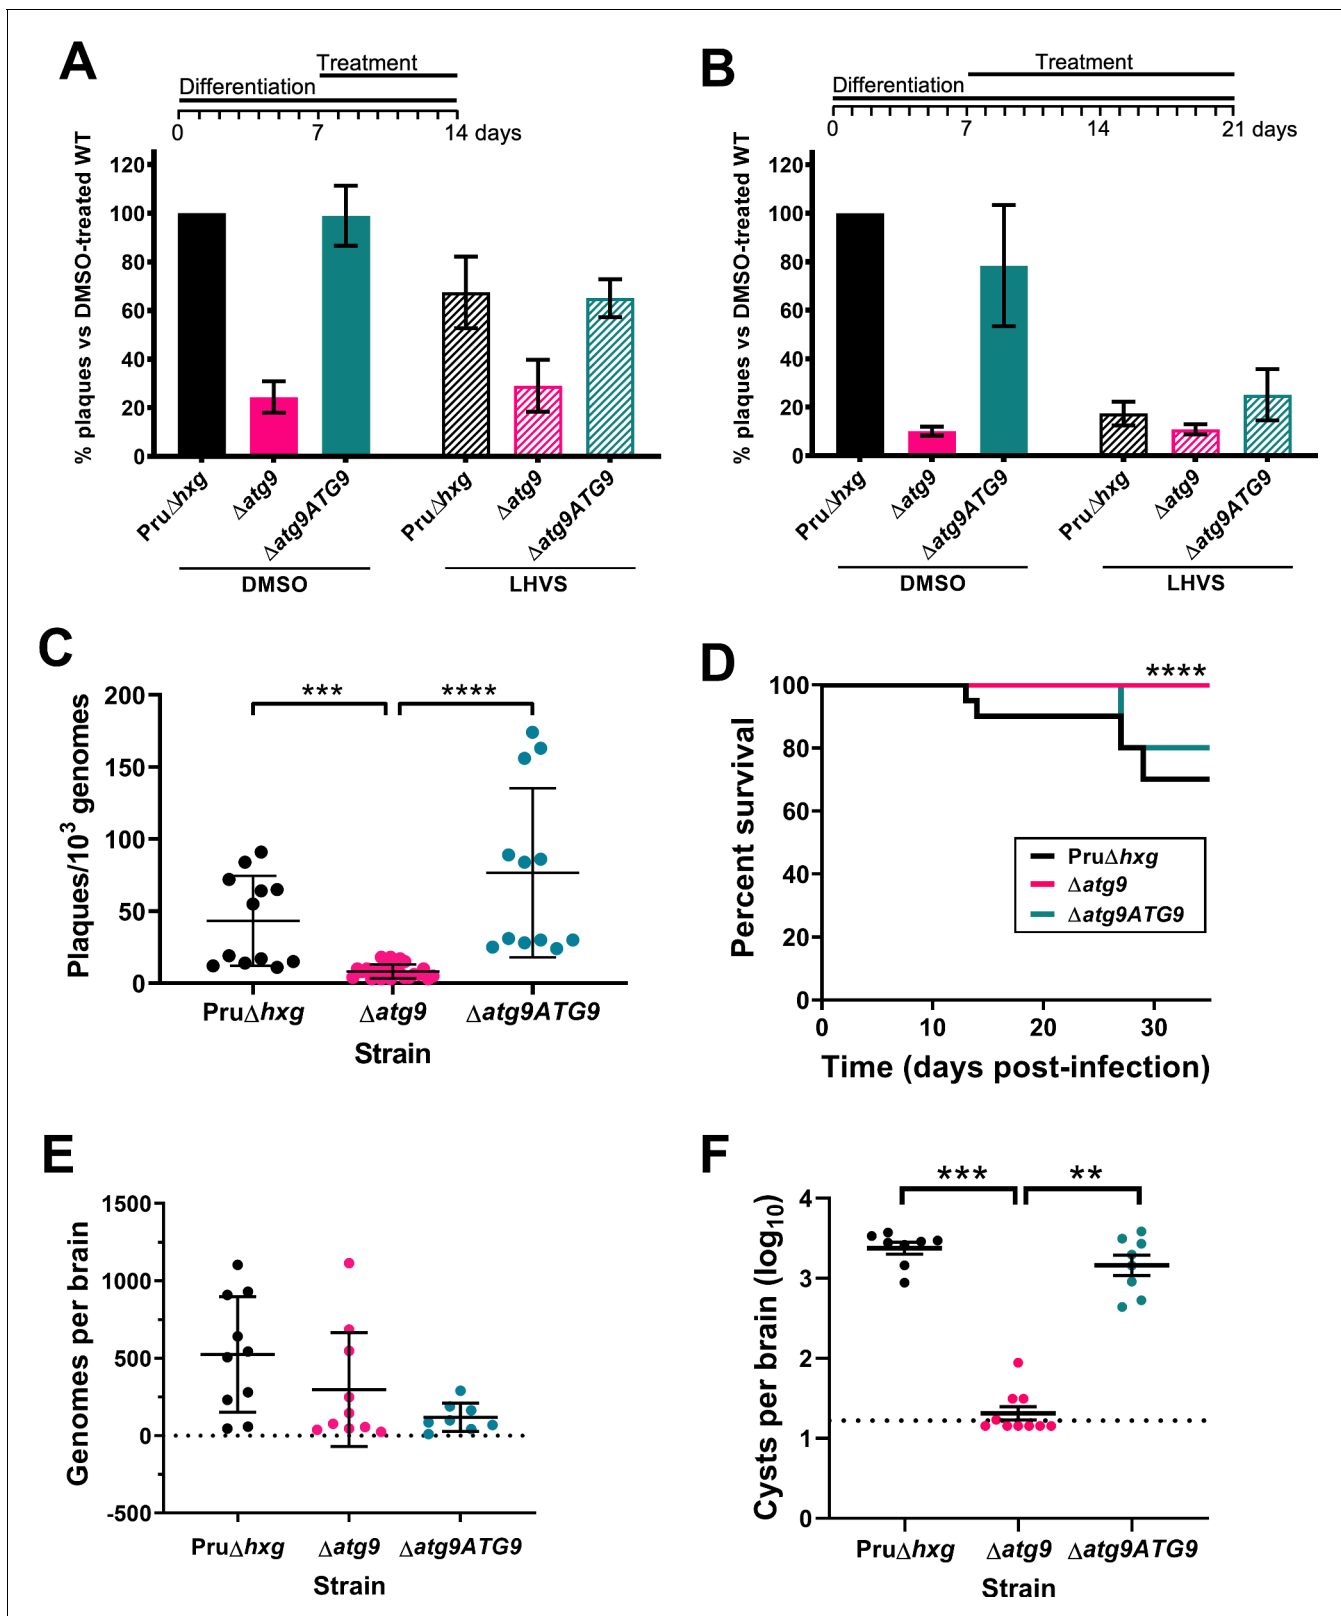 A
Treatment
Differentiation
0 7 14 days
% plaques vs DMSO-treated WT
120
100
80
60
40
20
0
PruΔhxg
Δatg9
Δatg9ATG9
PruΔhxg
Δatg9
Δatg9ATG9
DMSO
LHVS
B
Treatment
Differentiation
0 7 14 21 days
% plaques vs DMSO-treated WT
120
100
80
60
40
20
0
PruΔhxg
Δatg9
Δatg9ATG9
PruΔhxg
Δatg9
Δatg9ATG9
DMSO
LHVS
C
Plaques/10³ genomes
200
150
100
50
0
***
****
PruΔhxg Δatg9 Δatg9ATG9
Strain
D
Percent survival
100
80
60
40
20
0
****
PruΔhxg
Δatg9
Δatg9ATG9
0 10 20 30
Time (days post-infection)
E
Genomes per brain
1500
1000
500
0
-500
PruΔhxg Δatg9 Δatg9ATG9
Strain
F
Cysts per brain (log₁₀)
4
3
2
1
0
***
**
PruΔhxg Δatg9 Δatg9ATG9
Strain